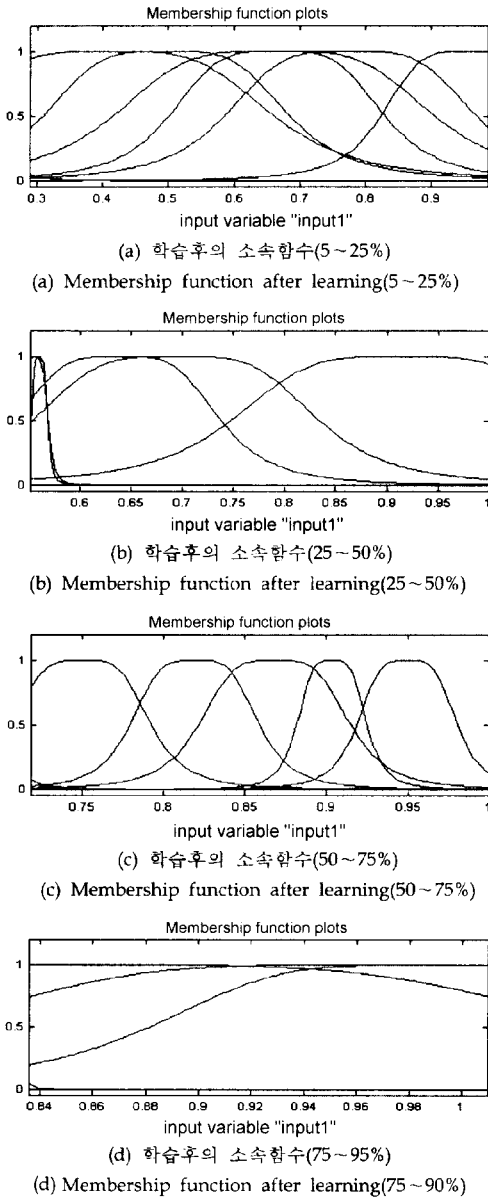 Membership function plots
1
0.5
0
0.3 0.4 0.5 0.6 0.7 0.8 0.9
input variable "input1"
(a) 학습후의 소속함수(5~25%)
(a) Membership function after learning(5~25%)
Membership function plots
1
0.5
0
0.6 0.65 0.7 0.75 0.8 0.85 0.9 0.95 1
input variable "input1"
(b) 학습후의 소속함수(25~50%)
(b) Membership function after learning(25~50%)
Membership function plots
1
0.5
0
0.75 0.8 0.85 0.9 0.95 1
input variable "input1"
(c) 학습후의 소속함수(50~75%)
(c) Membership function after learning(50~75%)
Membership function plots
1
0.5
0
0.84 0.86 0.88 0.9 0.92 0.94 0.96 0.98 1
input variable "input1"
(d) 학습후의 소속함수(75~95%)
(d) Membership function after learning(75~90%)